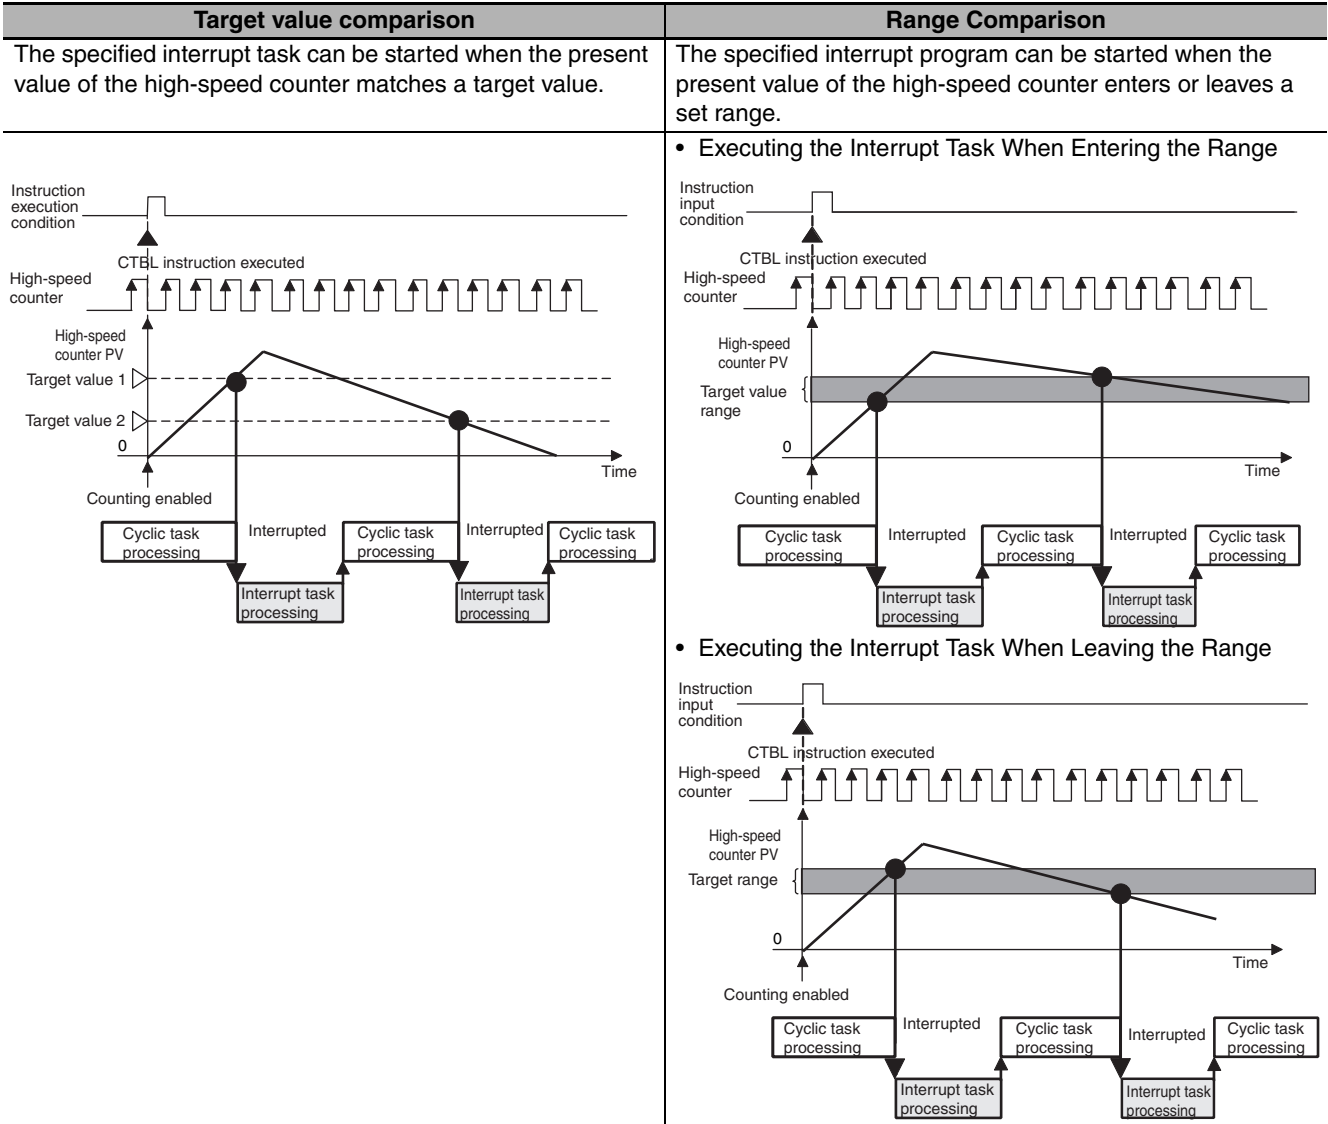 Target value comparison
Range Comparison
The specified interrupt task can be started when the present
value of the high-speed counter matches a target value.
The specified interrupt program can be started when the
present value of the high-speed counter enters or leaves a
set range.
Instruction
execution
condition
CTBL instruction executed
High-speed
counter
High-speed
counter PV
Target value 1
Target value 2
0
Time
Counting enabled
Cyclic task
processing
Interrupted
Cyclic task
processing
Interrupted
Cyclic task
processing
Interrupt task
processing
Interrupt task
processing
• Executing the Interrupt Task When Entering the Range
Instruction
input
condition
CTBL instruction executed
High-speed
counter
High-speed
counter PV
Target value
range
0
Time
Counting enabled
Cyclic task
processing
Interrupted
Cyclic task
processing
Interrupted
Cyclic task
processing
Interrupt task
processing
Interrupt task
processing
• Executing the Interrupt Task When Leaving the Range
Instruction
input
condition
CTBL instruction executed
High-speed
counter
High-speed
counter PV
Target range
0
Time
Counting enabled
Cyclic task
processing
Interrupted
Cyclic task
processing
Interrupted
Cyclic task
processing
Interrupt task
processing
Interrupt task
processing